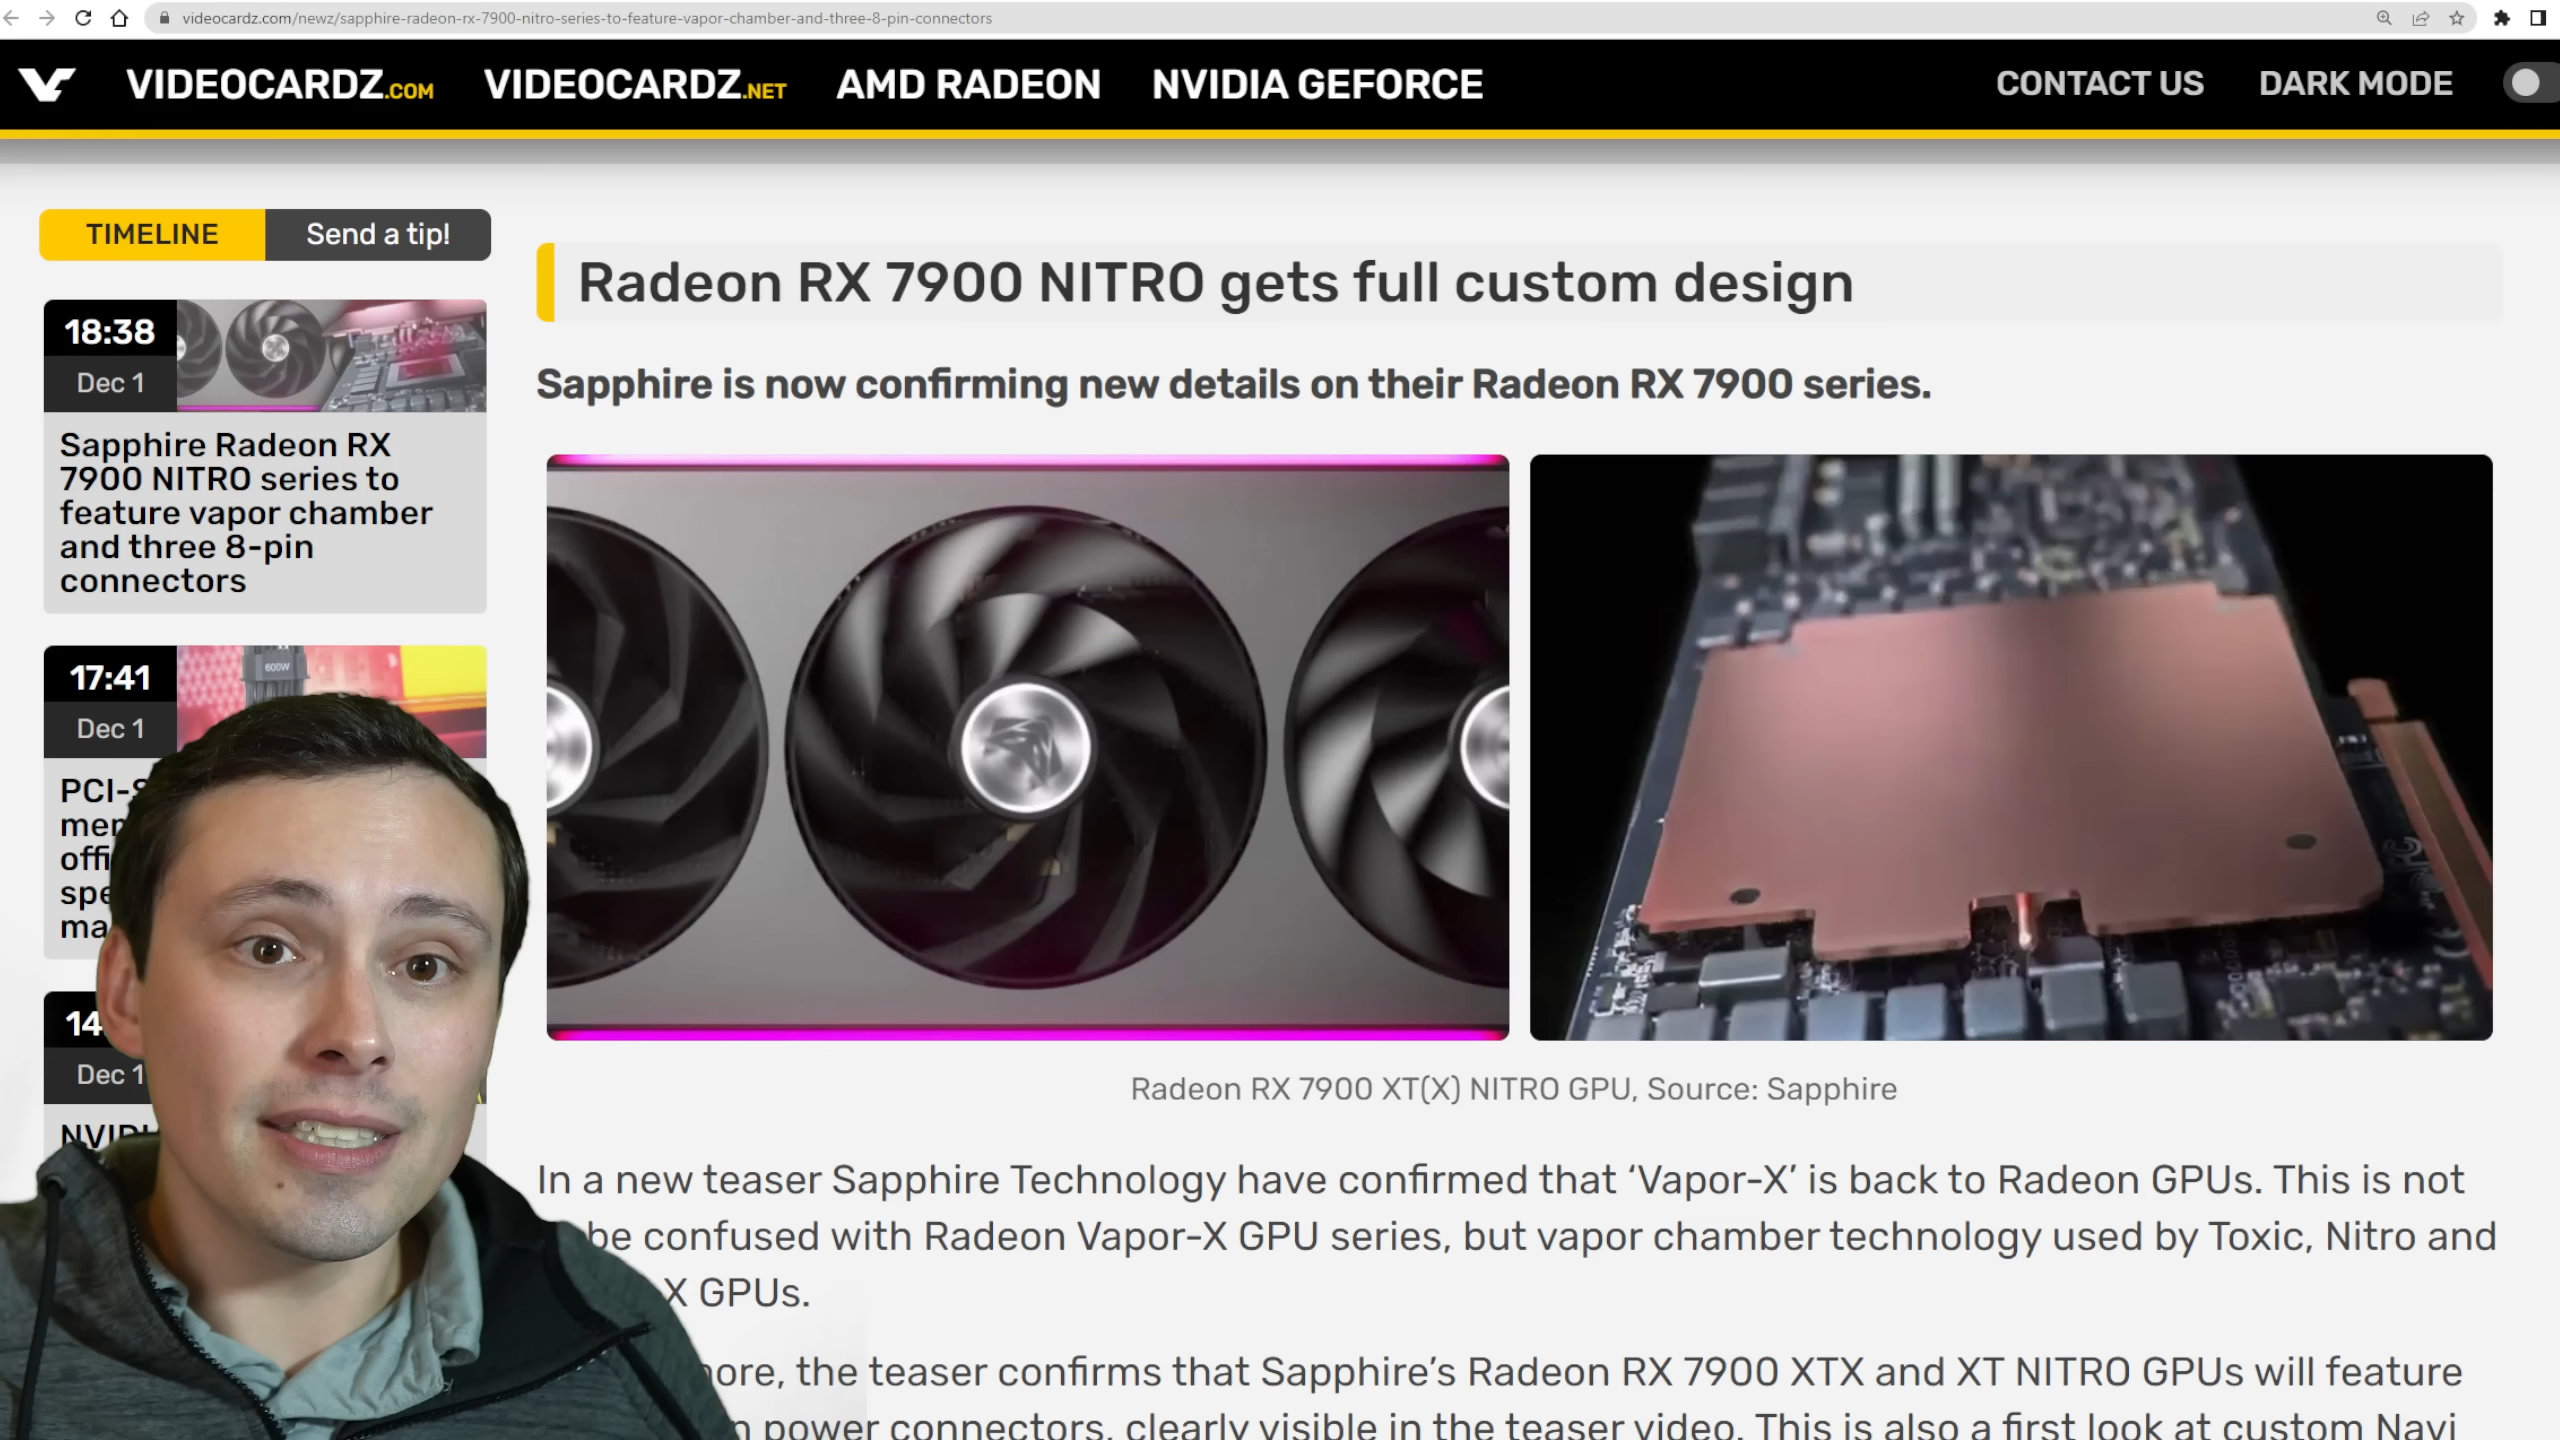 videocardz.com/newz/sapphire-radeon-rx-7900-nitro-series-to-feature-vapor-chamber-and-three-8-pin-connectors
VIDEOCARDZ.COM
VIDEOCARDZ.NET
AMD RADEON
NVIDIA GEFORCE
CONTACT US
DARK MODE
TIMELINE
Send a tip!
18:38
Dec 1
Sapphire Radeon RX
7900 NITRO series to
feature vapor chamber
and three 8-pin
connectors
17:41
Dec 1
600W
Dec 1
Radeon RX 7900 NITRO gets full custom design
Sapphire is now confirming new details on their Radeon RX 7900 series.
Radeon RX 7900 XT(X) NITRO GPU, Source: Sapphire
In a new teaser Sapphire Technology have confirmed that ‘Vapor-X’ is back to Radeon GPUs. This is not
be confused with Radeon Vapor-X GPU series, but vapor chamber technology used by Toxic, Nitro and
X GPUs.
the teaser confirms that Sapphire’s Radeon RX 7900 XTX and XT NITRO GPUs will feature
power connectors, clearly visible in the teaser video. This is also a first look at custom Navi